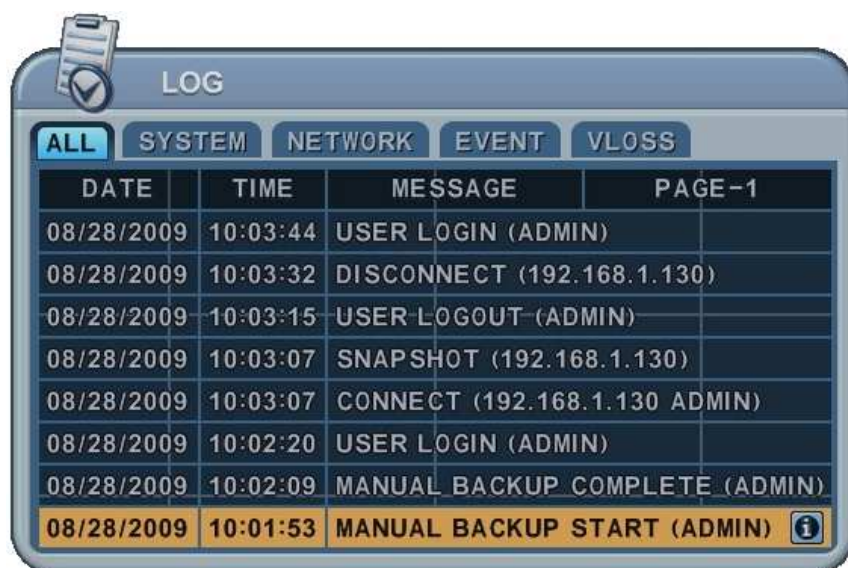 LOG
ALL SYSTEM NETWORK EVENT VLOSS
DATE TIME MESSAGE PAGE-1
08/28/2009 10:03:44 USER LOGIN (ADMIN)
08/28/2009 10:03:32 DISCONNECT (192.168.1.130)
08/28/2009 10:03:15 USER LOGOUT (ADMIN)
08/28/2009 10:03:07 SNAPSHOT (192.168.1.130)
08/28/2009 10:03:07 CONNECT (192.168.1.130 ADMIN)
08/28/2009 10:02:20 USER LOGIN (ADMIN)
08/28/2009 10:02:09 MANUAL BACKUP COMPLETE (ADMIN)
08/28/2009 10:01:53 MANUAL BACKUP START (ADMIN)